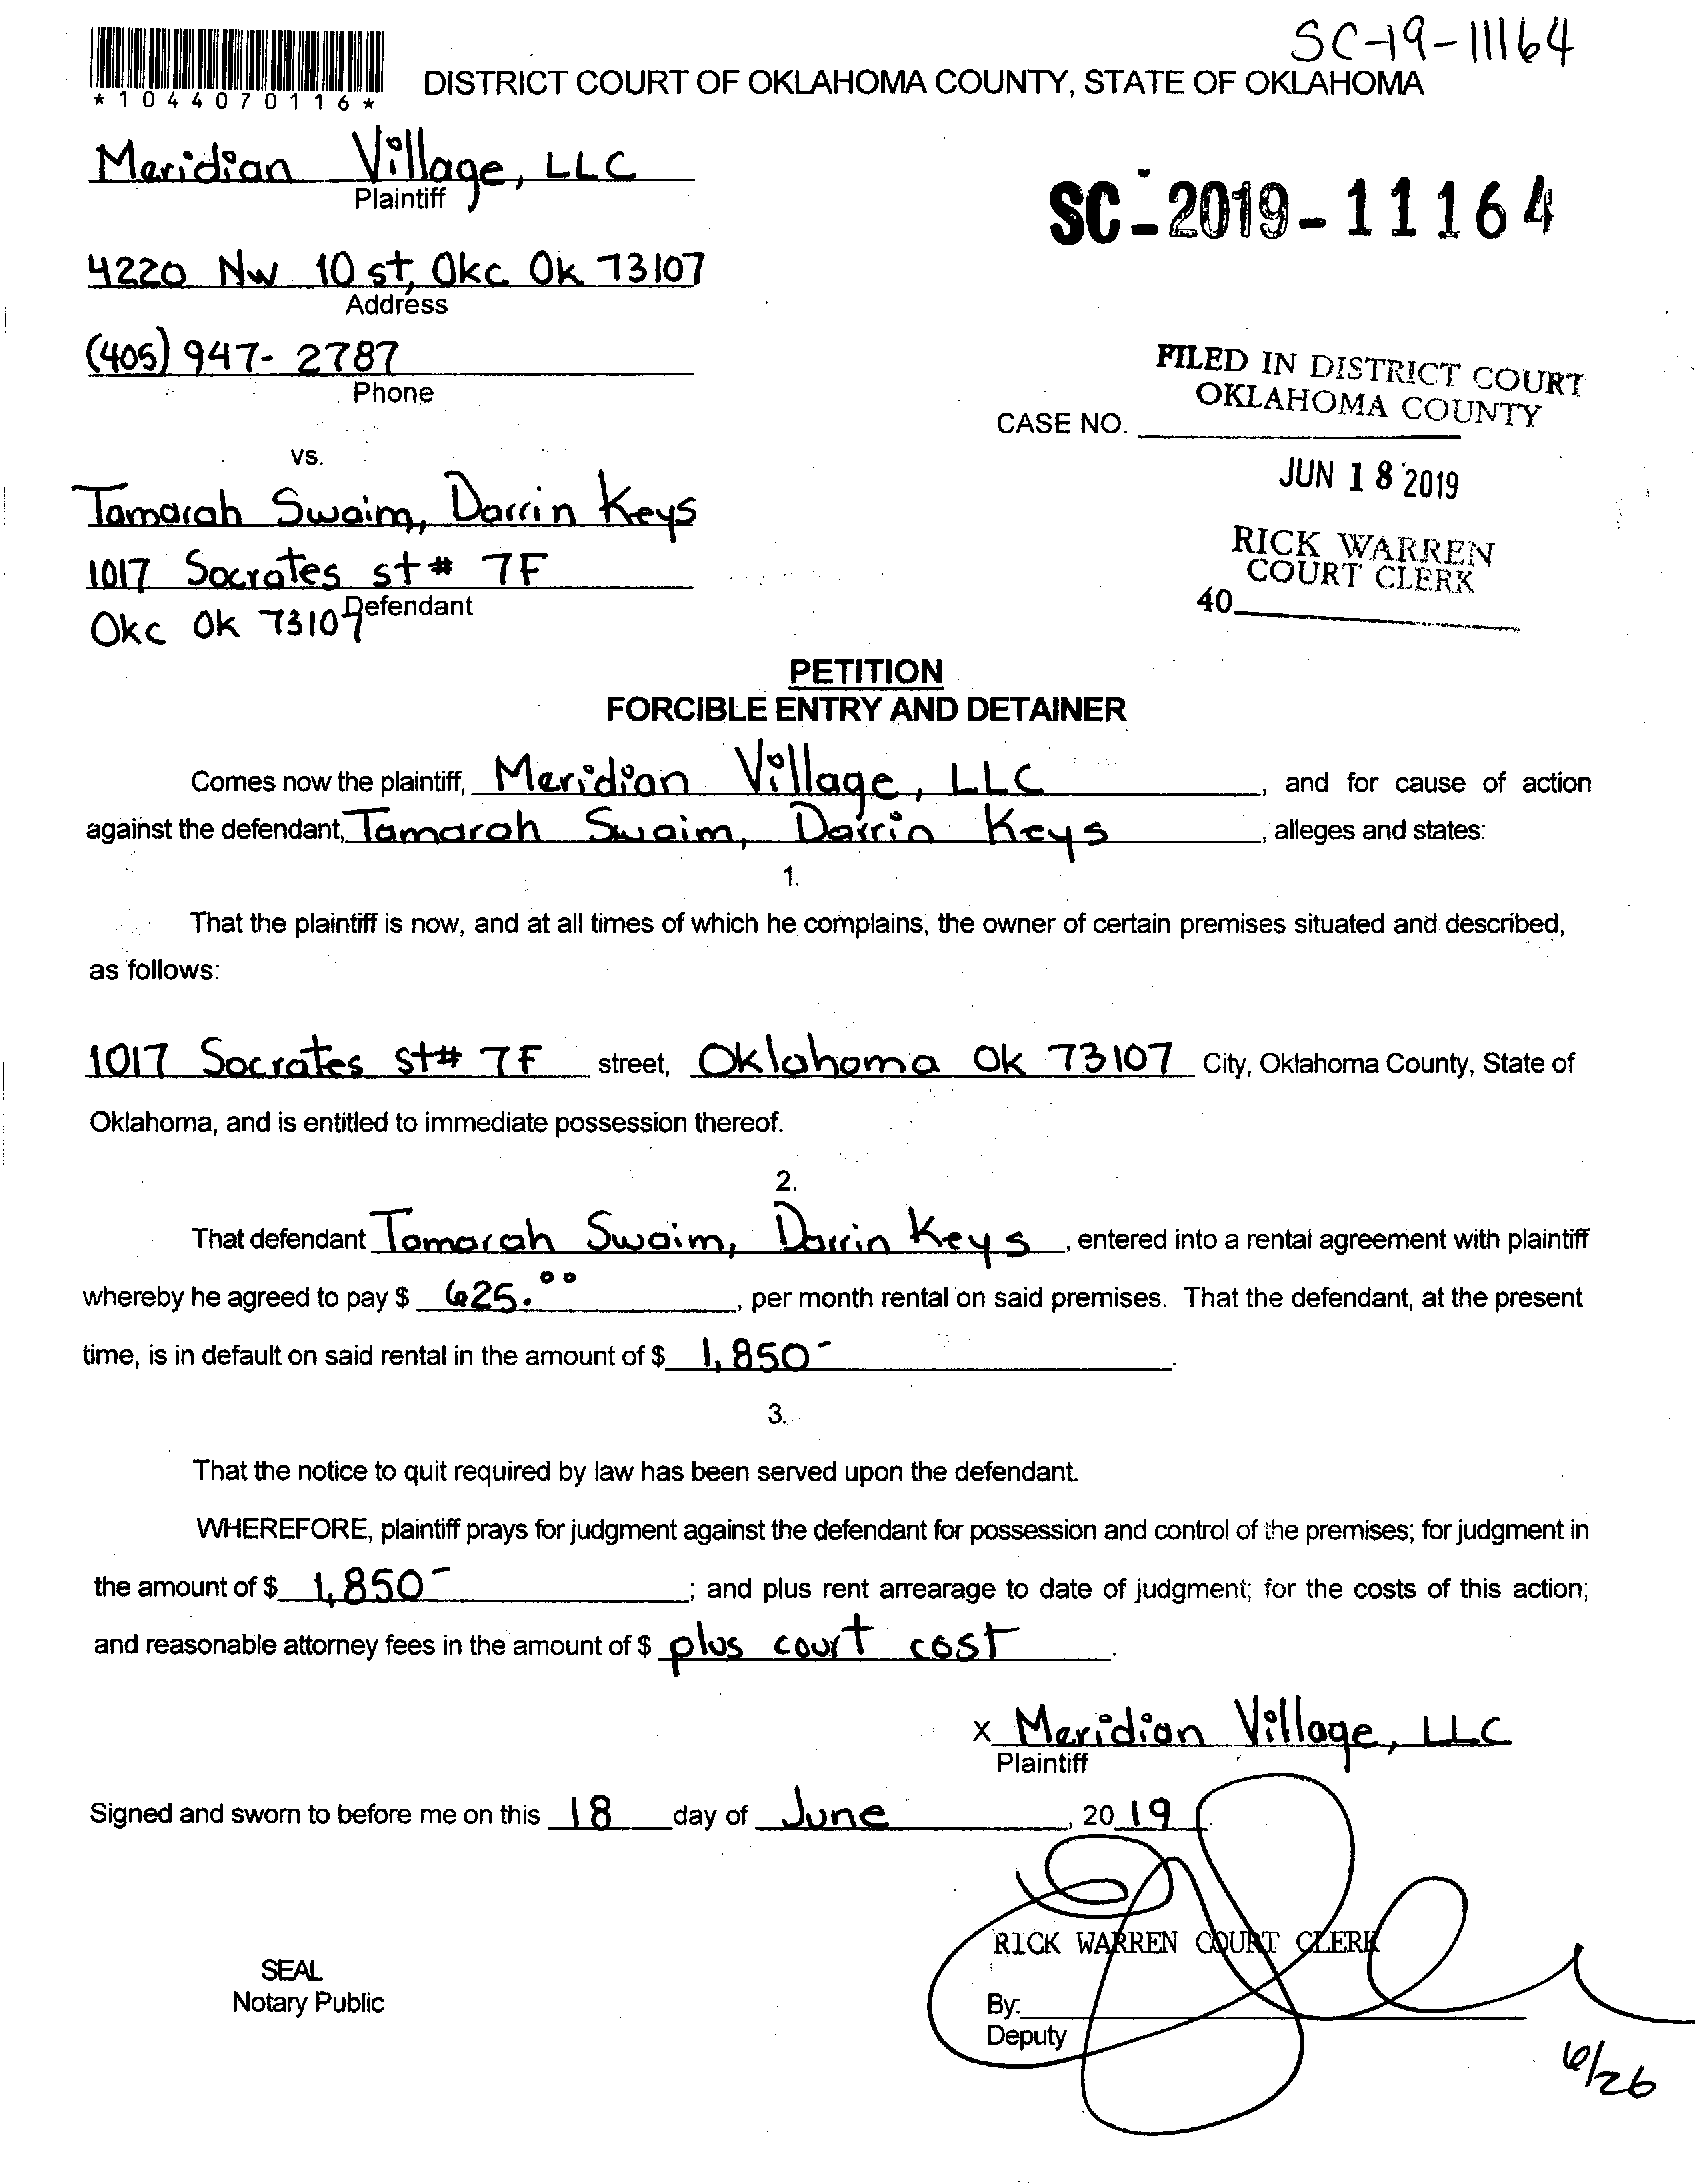 SC-19-11164
*1044070116*
DISTRICT COURT OF OKLAHOMA COUNTY, STATE OF OKLAHOMA
Meridian Village, LLC
Plaintiff
SC-2019-11164
4220 NW 10 st, Okc Ok 73107
Address
(405) 947-2787
Phone
FILED IN DISTRICT COURT
OKLAHOMA COUNTY
CASE NO.
vs.
JUN 18 2019
Tamarah Swaim, Darrin Keys
RICK WARREN
COURT CLERK
1017 Socrates st # 7F
40
Defendant
Okc Ok 73107
PETITION
FORCIBLE ENTRY AND DETAINER
Comes now the plaintiff, Meridian Village, LLC, and for cause of action
against the defendant, Tamarah Swaim, Darrin Keys, alleges and states:
1.
That the plaintiff is now, and at all times of which he complains, the owner of certain premises situated and described,
as follows:
1017 Socrates st# 7F street, Oklahoma Ok 73107 City, Oklahoma County, State of
Oklahoma, and is entitled to immediate possession thereof.
2.
That defendant Tamarah Swaim, Darrin Keys, entered into a rental agreement with plaintiff
whereby he agreed to pay $ 625.00, per month rental on said premises. That the defendant, at the present
time, is in default on said rental in the amount of $ 1,850-.
3.
That the notice to quit required by law has been served upon the defendant.
WHEREFORE, plaintiff prays for judgment against the defendant for possession and control of the premises; for judgment in
the amount of $ 1,850-; and plus rent arrearage to date of judgment; for the costs of this action;
and reasonable attorney fees in the amount of $ plus court cost.
x Meridian Village, LLC
Plaintiff
Signed and sworn to before me on this 18 day of June, 2019.
RICK WARREN COURT CLERK
SEAL
Notary Public
By:
Deputy
6/26